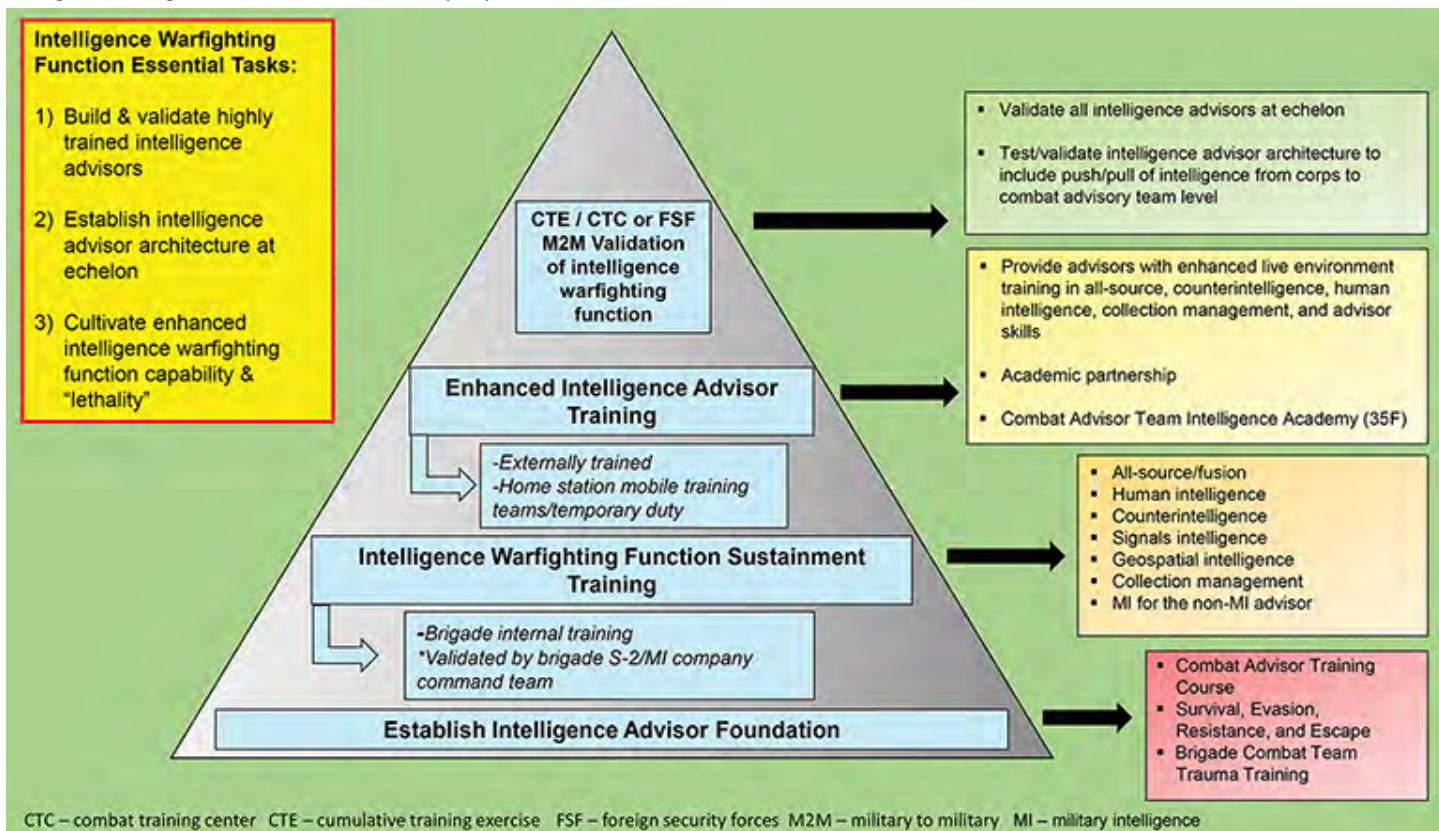 Intelligence Warfighting
Function Essential Tasks:
1) Build & validate highly
trained intelligence
advisors
2) Establish intelligence
advisor architecture at
echelon
3) Cultivate enhanced
intelligence warfighting
function capability &
“lethality”
CTE / CTC or FSF
M2M Validation
of intelligence
warfighting
function
▪ Validate all intelligence advisors at echelon
▪ Test/validate intelligence advisor architecture to
include push/pull of intelligence from corps to
combat advisory team level
Enhanced Intelligence Advisor
Training
-Externally trained
-Home station mobile training
teams/temporary duty
▪ Provide advisors with enhanced live environment
training in all-source, counterintelligence, human
intelligence, collection management, and advisor
skills
▪ Academic partnership
▪ Combat Advisor Team Intelligence Academy (35F)
Intelligence Warfighting Function Sustainment
Training
-Brigade internal training
*Validated by brigade S-2/MI company
command team
▪ All-source/fusion
▪ Human intelligence
▪ Counterintelligence
▪ Signals intelligence
▪ Geospatial intelligence
▪ Collection management
▪ MI for the non-MI advisor
Establish Intelligence Advisor Foundation
▪ Combat Advisor Training
Course
▪ Survival, Evasion,
Resistance, and Escape
▪ Brigade Combat Team
Trauma Training
CTC – combat training center CTE – cumulative training exercise FSF – foreign security forces M2M – military to military MI – military intelligence